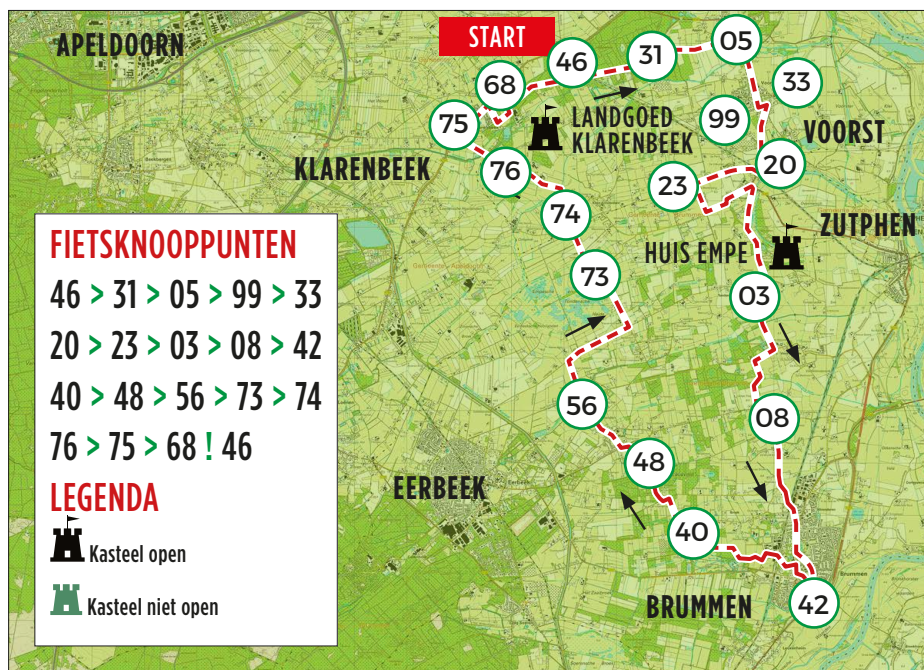 APELDOORN
START
05
31
46
68
33
99
75
LANDGOED
KLARENBEEK
VOORST
KLARENBEEK
76
20
23
74
ZUTPHEN
HUIS EMPE
73
03
FIETSKNOOPPUNTEN
46 > 31 > 05 > 99 > 33
20 > 23 > 03 > 08 > 42
40 > 48 > 56 > 73 > 74
76 > 75 > 68 ! 46
LEGENDA
Kasteel open
Kasteel niet open
56
08
48
EERBEEK
Eerbeek
40
Brummen
BRUMMEN
42